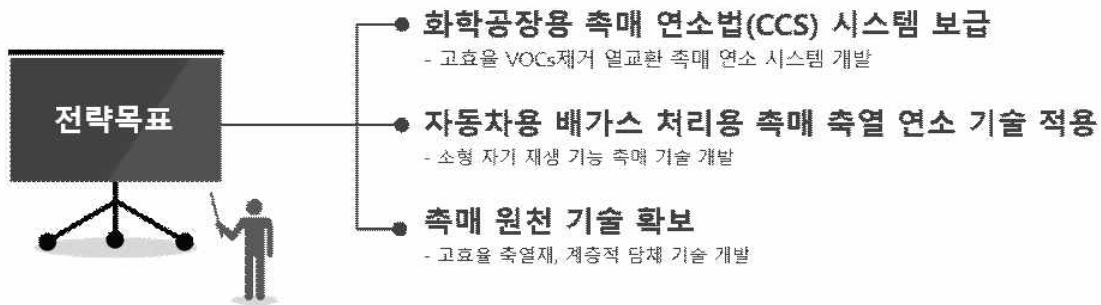 전략목표
화학공장용 촉매 연소법(CCS) 시스템 보급
- 고효율 VOCs제거 열교환 촉매 연소 시스템 개발
자동차용 배가스 처리용 촉매 축열 연소 기술 적용
- 소형 자기 재생 기능 촉매 기술 개발
촉매 원천 기술 확보
- 고효율 축열재, 계층적 담체 기술 개발